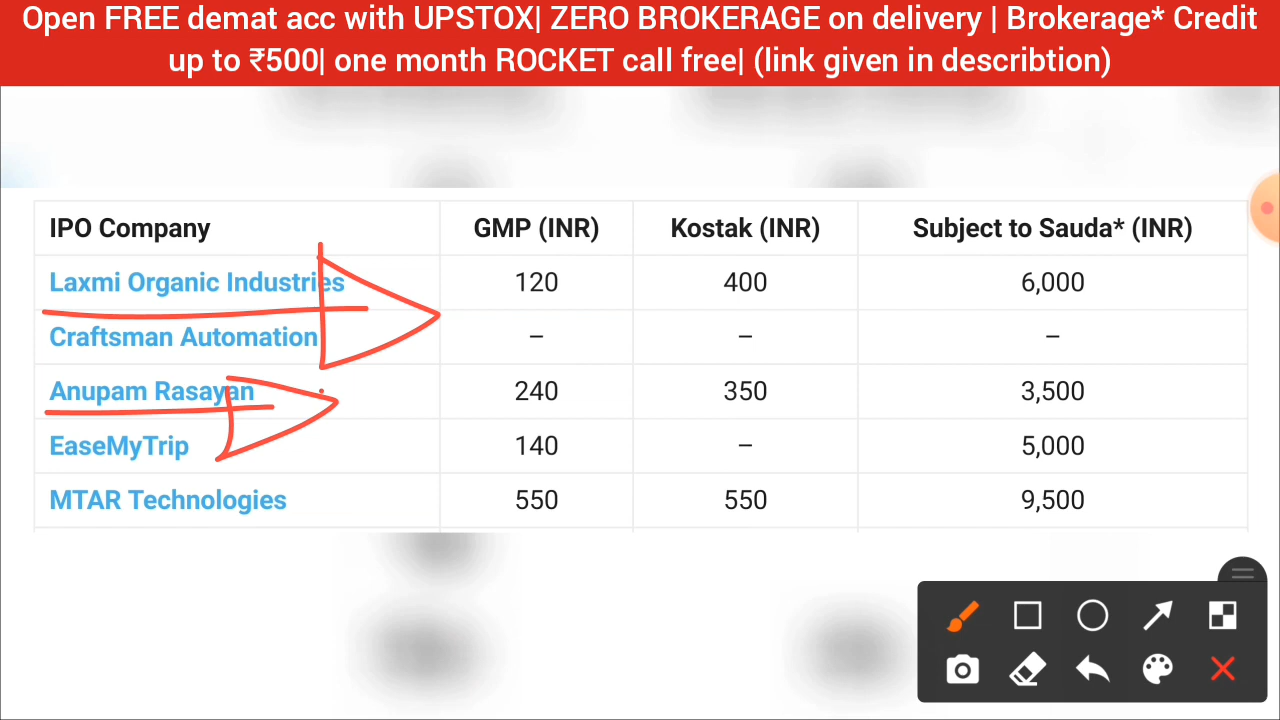 Open FREE demat acc with UPSTOX| ZERO BROKERAGE on delivery | Brokerage* Credit
up to ₹500| one month ROCKET call free| (link given in describtion)
IPO Company GMP (INR) Kostak (INR) Subject to Sauda* (INR)
Laxmi Organic Industries 120 400 6,000
Craftsman Automation – – –
Anupam Rasayan 240 350 3,500
EaseMyTrip 140 – 5,000
MTAR Technologies 550 550 9,500